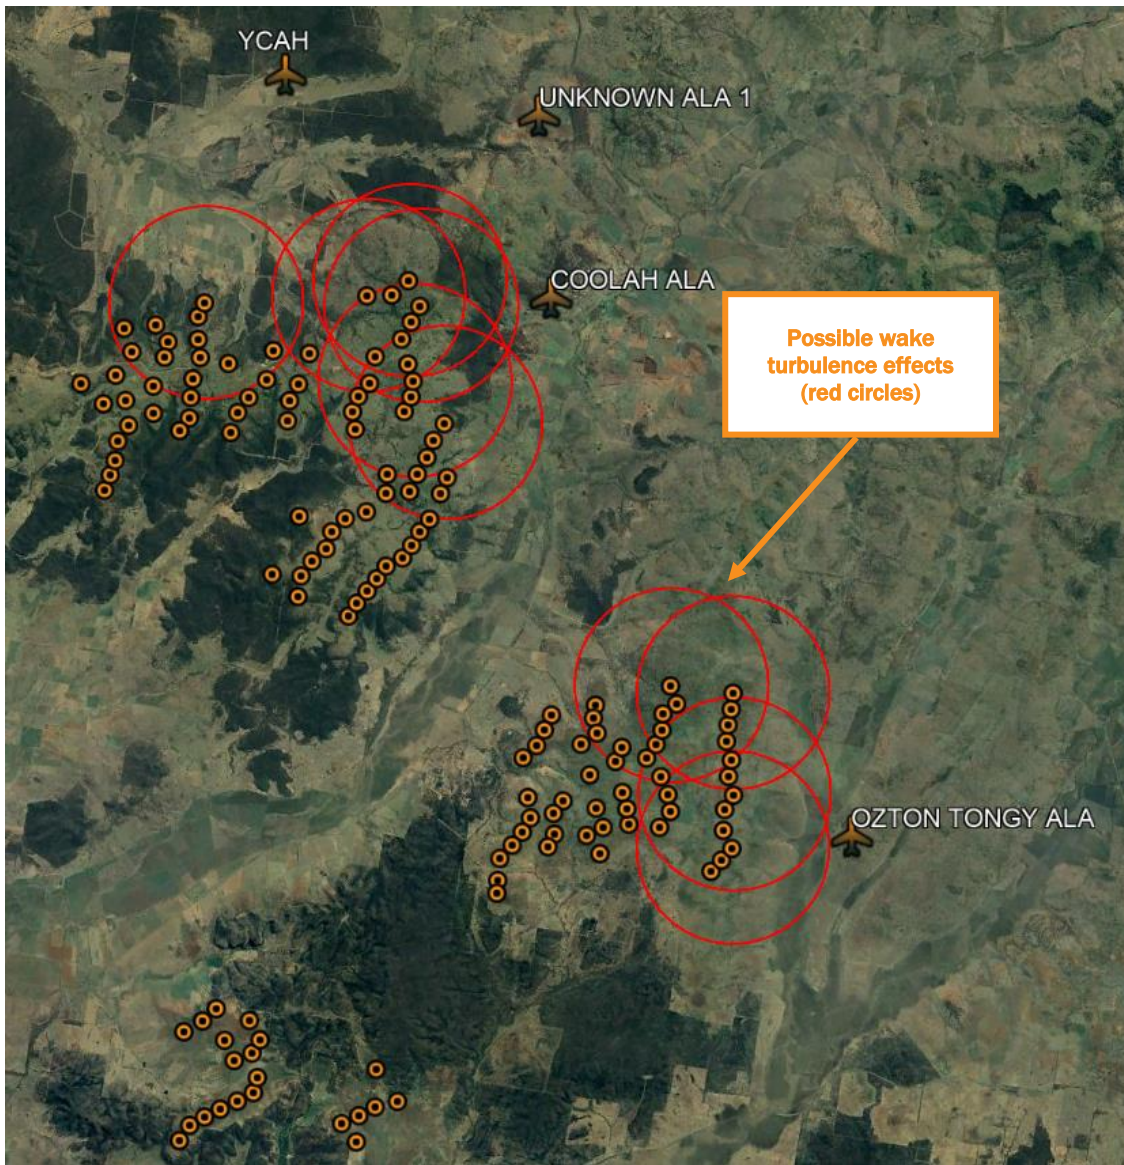 YCAH
UNKNOWN ALA 1
COOLAH ALA
Possible wake
turbulence effects
(red circles)
OZTON TONGY ALA